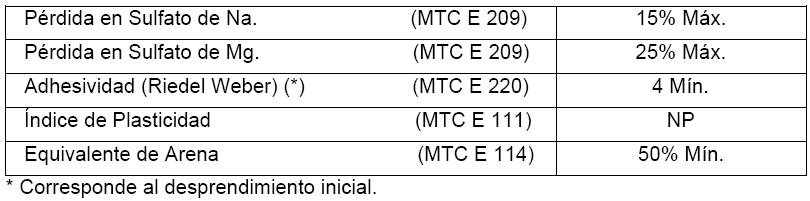 Pérdida en Sulfato de Na. (MTC E 209) 15% Máx.
Pérdida en Sulfato de Mg. (MTC E 209) 25% Máx.
Adhesividad (Riedel Weber) (*) (MTC E 220) 4 Mín.
Índice de Plasticidad (MTC E 111) NP
Equivalente de Arena (MTC E 114) 50% Mín.
* Corresponde al desprendimiento inicial.